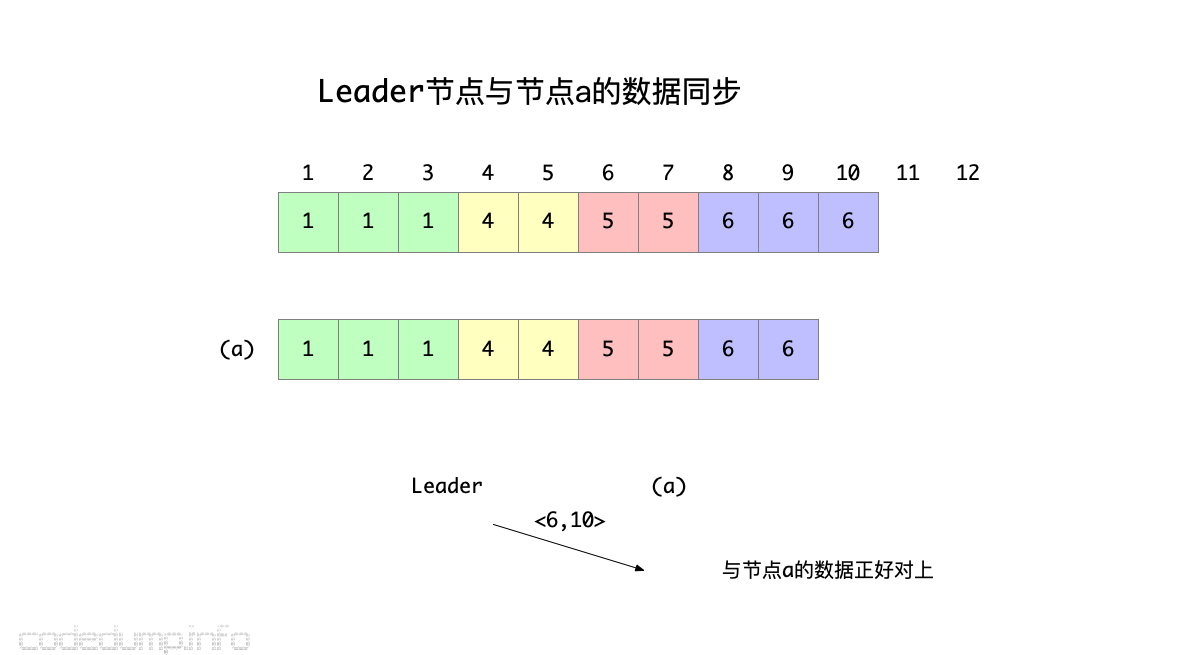 Leader节点与节点a的数据同步
1 2 3 4 5 6 7 8 9 10 11 12
1 1 1 4 4 5 5 6 6 6
(a) 1 1 1 4 4 5 5 6 6
Leader (a)
<6,10>
与节点a的数据正好对上
codedump.info